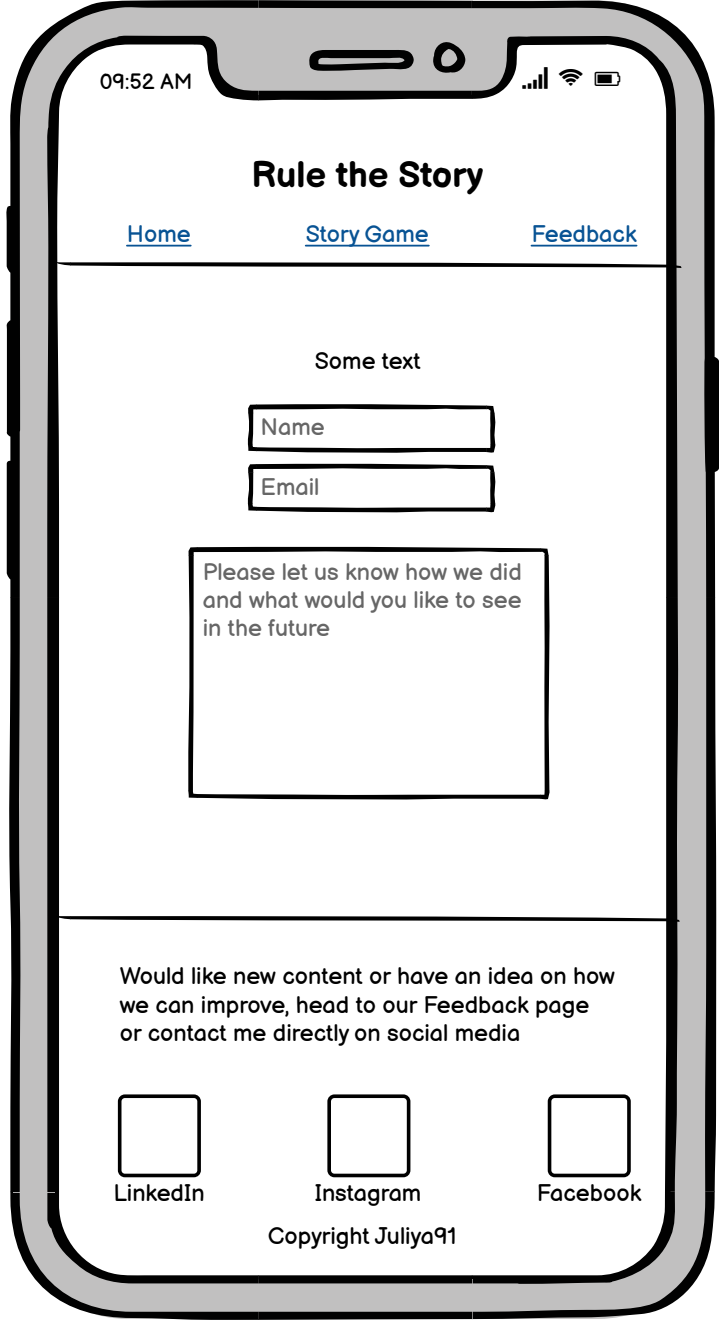 09:52 AM
Rule the Story
Home Story Game Feedback
Some text
Name
Email
Please let us know how we did
and what would you like to see
in the future
Would like new content or have an idea on how
we can improve, head to our Feedback page
or contact me directly on social media
LinkedIn Instagram Facebook
Copyright Juliya91